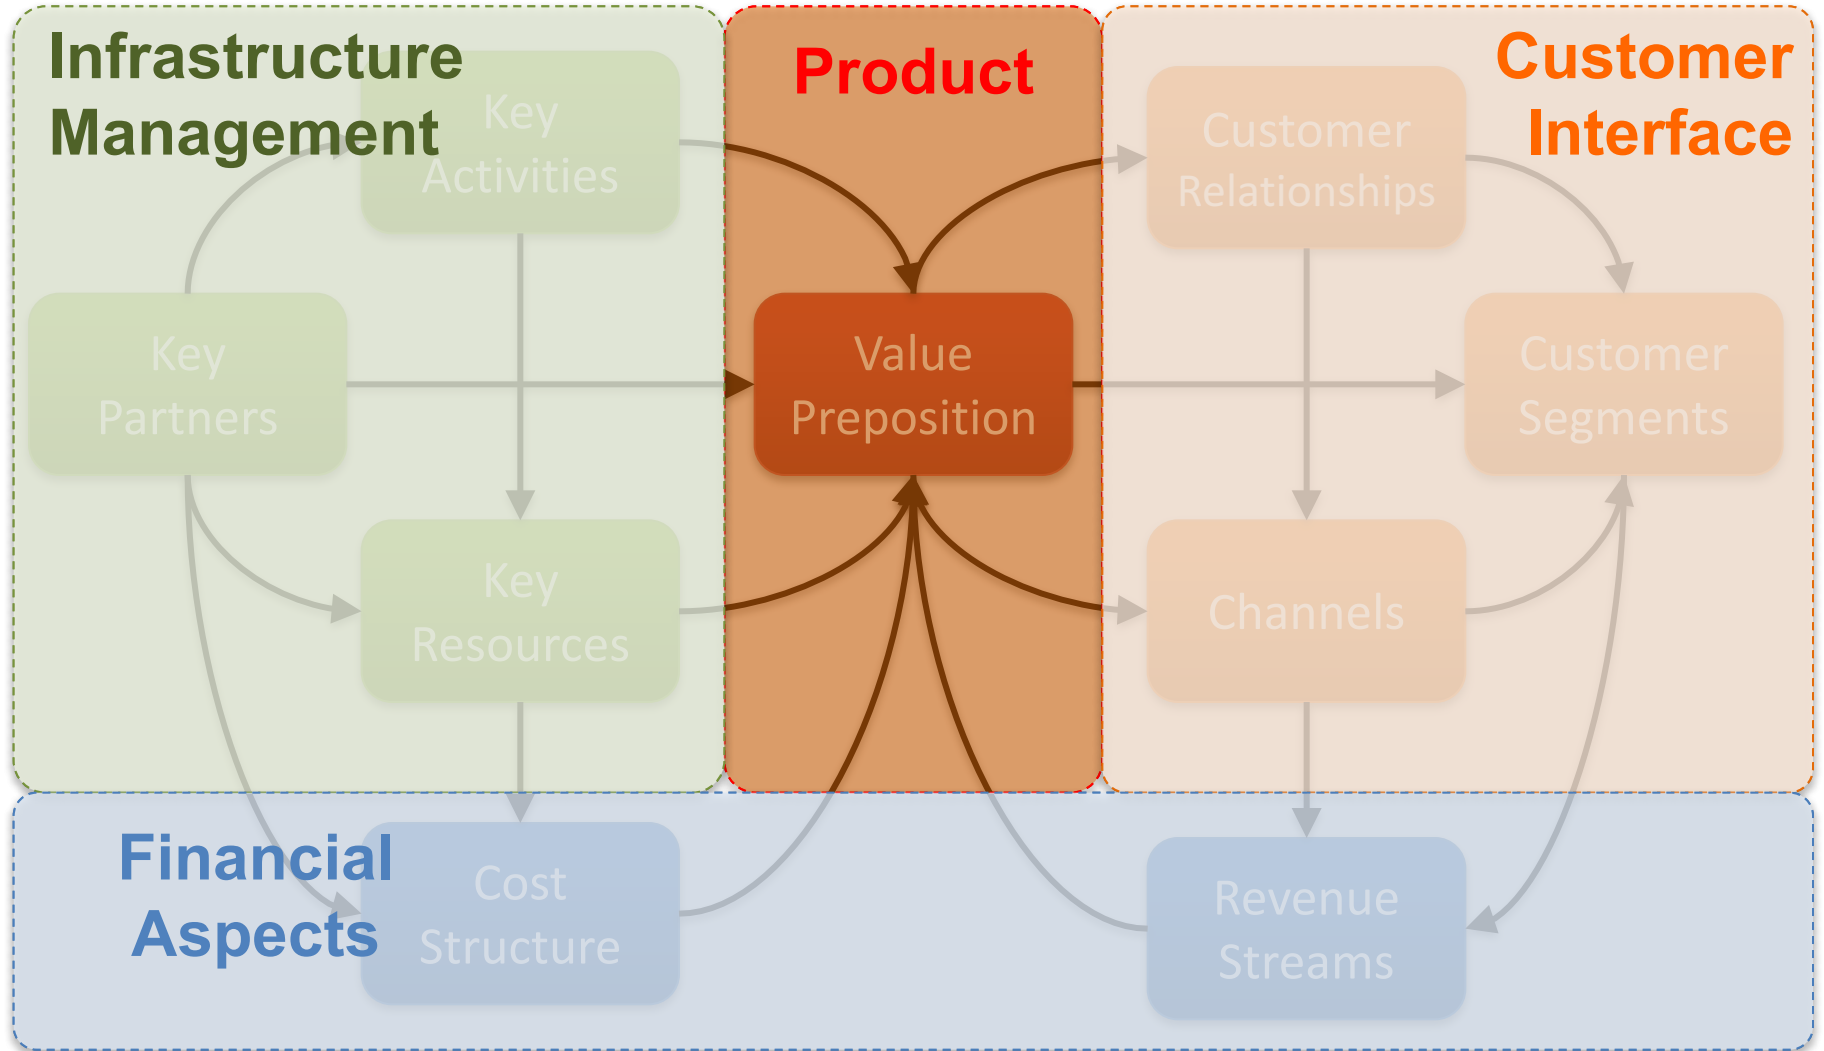 Infrastructure
Management
Product
Customer
Interface
Key
Activities
Customer
Relationships
Key
Partners
Value
Preposition
Customer
Segments
Key
Resources
Channels
Financial
Aspects
Cost
Structure
Revenue
Streams